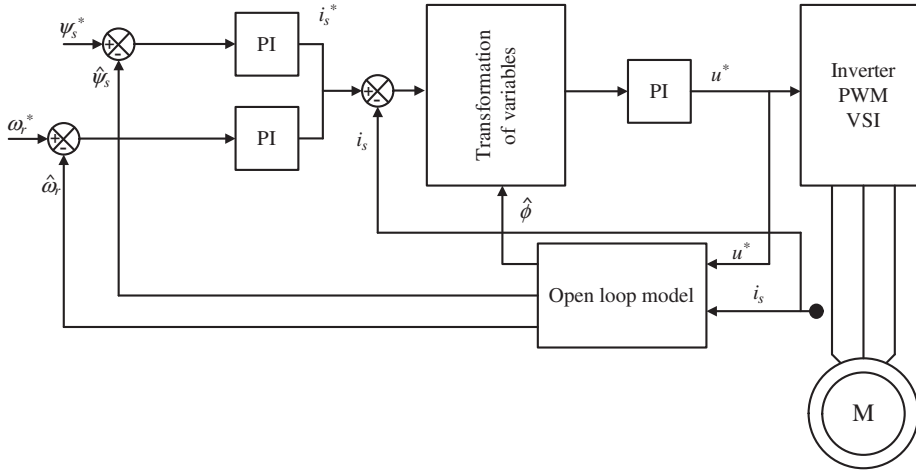 ψₛ*
+
-
ψ̂ₛ
PI
iₛ*
ωᵣ*
+
-
ω̂ᵣ
PI
+
-
iₛ
Transformation
of variables
PI
u*
Inverter
PWM
VSI
ϕ̂
Open loop model
u*
iₛ
M